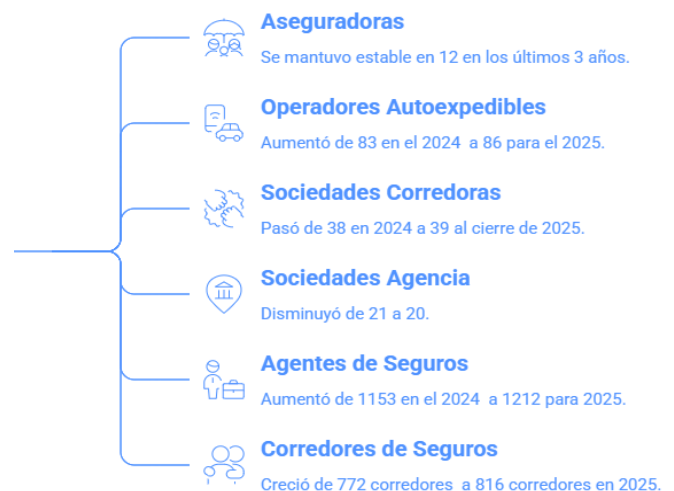 Aseguradoras
Se mantuvo estable en 12 en los últimos 3 años.
Operadores Autoexpedibles
Aumentó de 83 en el 2024  a 86 para el 2025.
Sociedades Corredoras
Pasó de 38 en 2024 a 39 al cierre de 2025.
Sociedades Agencia
Disminuyó de 21 a 20.
Agentes de Seguros
Aumentó de 1153 en el 2024  a 1212 para 2025.
Corredores de Seguros
Creció de 772 corredores  a 816 corredores en 2025.